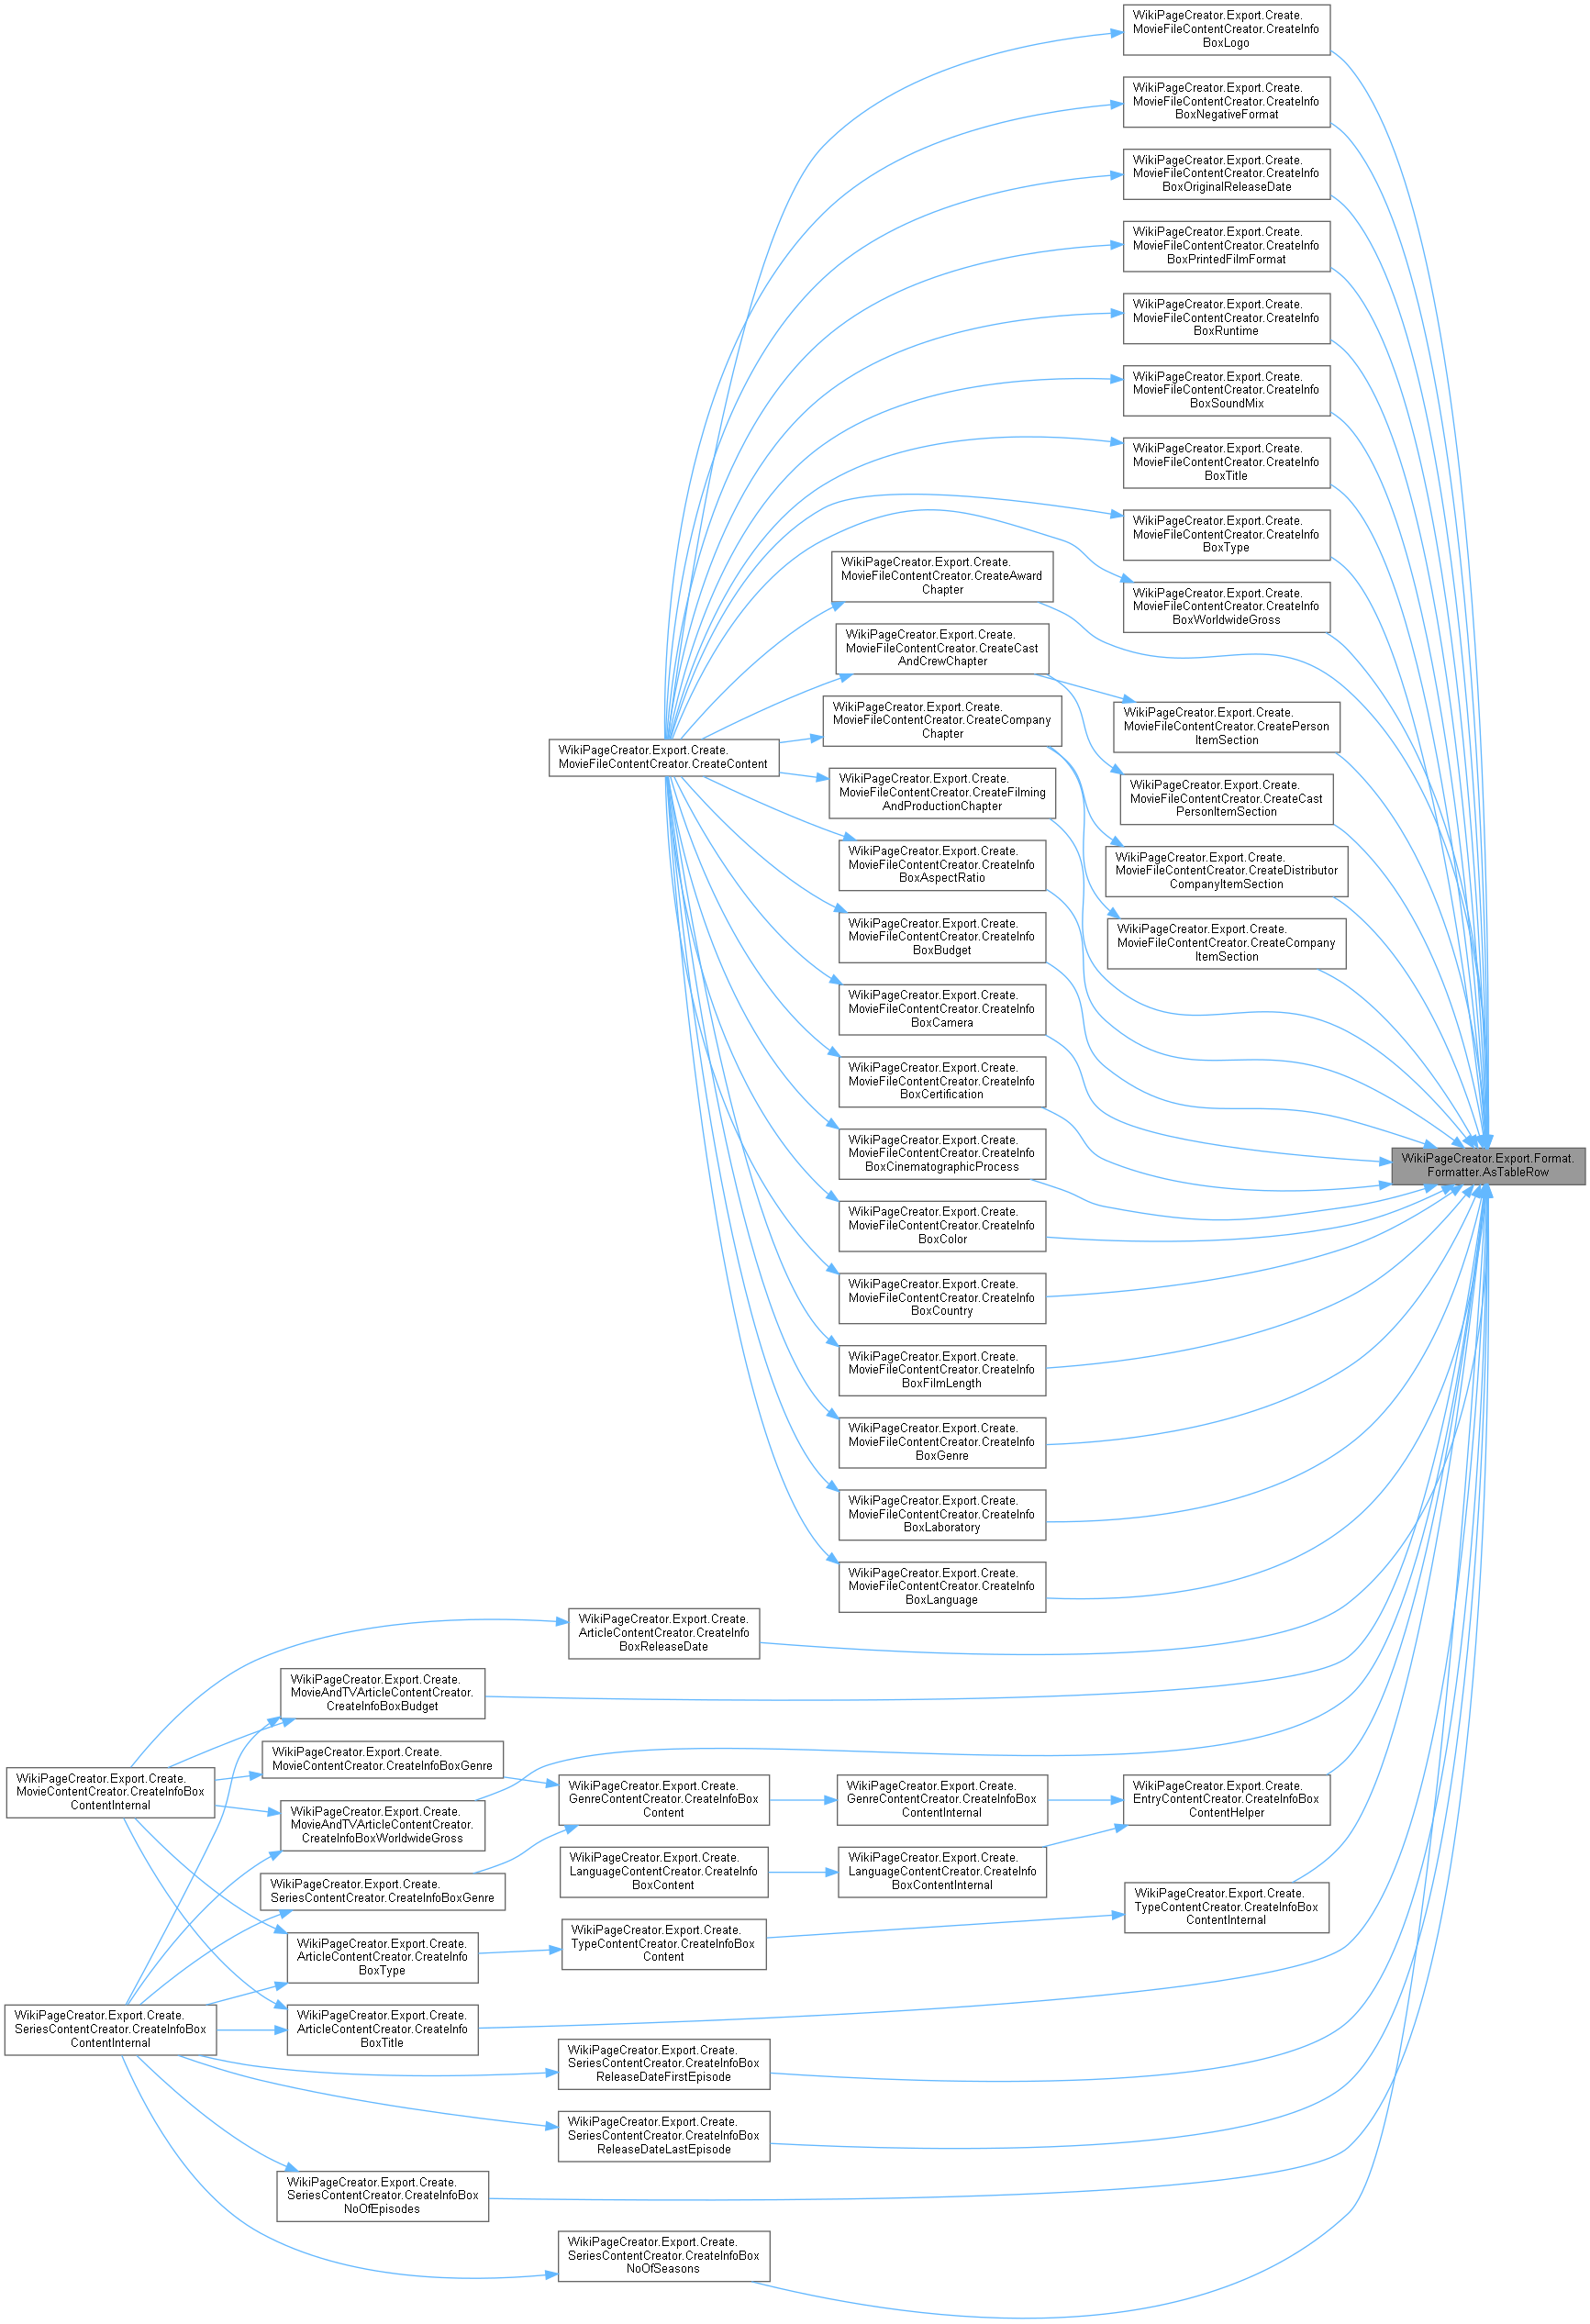 WikiPageCreator.Export.Create.
MovieFileContentCreator.CreateInfo
BoxLogo
WikiPageCreator.Export.Create.
MovieFileContentCreator.CreateInfo
BoxNegativeFormat
WikiPageCreator.Export.Create.
MovieFileContentCreator.CreateInfo
BoxOriginalReleaseDate
WikiPageCreator.Export.Create.
MovieFileContentCreator.CreateInfo
BoxPrintedFilmFormat
WikiPageCreator.Export.Create.
MovieFileContentCreator.CreateInfo
BoxRuntime
WikiPageCreator.Export.Create.
MovieFileContentCreator.CreateInfo
BoxSoundMix
WikiPageCreator.Export.Create.
MovieFileContentCreator.CreateInfo
BoxTitle
WikiPageCreator.Export.Create.
MovieFileContentCreator.CreateInfo
BoxType
WikiPageCreator.Export.Create.
MovieFileContentCreator.CreateAward
Chapter
WikiPageCreator.Export.Create.
MovieFileContentCreator.CreateInfo
BoxWorldwideGross
WikiPageCreator.Export.Create.
MovieFileContentCreator.CreateCast
AndCrewChapter
WikiPageCreator.Export.Create.
MovieFileContentCreator.CreateCompany
Chapter
WikiPageCreator.Export.Create.
MovieFileContentCreator.CreatePerson
ItemSection
WikiPageCreator.Export.Create.
MovieFileContentCreator.CreateContent
WikiPageCreator.Export.Create.
MovieFileContentCreator.CreateFilming
AndProductionChapter
WikiPageCreator.Export.Create.
MovieFileContentCreator.CreateCast
PersonItemSection
WikiPageCreator.Export.Create.
MovieFileContentCreator.CreateInfo
BoxAspectRatio
WikiPageCreator.Export.Create.
MovieFileContentCreator.CreateDistributor
CompanyItemSection
WikiPageCreator.Export.Create.
MovieFileContentCreator.CreateInfo
BoxBudget
WikiPageCreator.Export.Create.
MovieFileContentCreator.CreateCompany
ItemSection
WikiPageCreator.Export.Create.
MovieFileContentCreator.CreateInfo
BoxCamera
WikiPageCreator.Export.Create.
MovieFileContentCreator.CreateInfo
BoxCertification
WikiPageCreator.Export.Create.
MovieFileContentCreator.CreateInfo
BoxCinematographicProcess
WikiPageCreator.Export.Format.
Formatter.AsTableRow
WikiPageCreator.Export.Create.
MovieFileContentCreator.CreateInfo
BoxColor
WikiPageCreator.Export.Create.
MovieFileContentCreator.CreateInfo
BoxCountry
WikiPageCreator.Export.Create.
MovieFileContentCreator.CreateInfo
BoxFilmLength
WikiPageCreator.Export.Create.
MovieFileContentCreator.CreateInfo
BoxGenre
WikiPageCreator.Export.Create.
MovieFileContentCreator.CreateInfo
BoxLaboratory
WikiPageCreator.Export.Create.
MovieFileContentCreator.CreateInfo
BoxLanguage
WikiPageCreator.Export.Create.
ArticleContentCreator.CreateInfo
BoxReleaseDate
WikiPageCreator.Export.Create.
MovieAndTVArticleContentCreator.
CreateInfoBoxBudget
WikiPageCreator.Export.Create.
MovieContentCreator.CreateInfoBoxGenre
WikiPageCreator.Export.Create.
MovieContentCreator.CreateInfoBox
ContentInternal
WikiPageCreator.Export.Create.
GenreContentCreator.CreateInfoBox
Content
WikiPageCreator.Export.Create.
GenreContentCreator.CreateInfoBox
ContentInternal
WikiPageCreator.Export.Create.
EntryContentCreator.CreateInfoBox
ContentHelper
WikiPageCreator.Export.Create.
MovieAndTVArticleContentCreator.
CreateInfoBoxWorldwideGross
WikiPageCreator.Export.Create.
LanguageContentCreator.CreateInfo
BoxContent
WikiPageCreator.Export.Create.
LanguageContentCreator.CreateInfo
BoxContentInternal
WikiPageCreator.Export.Create.
SeriesContentCreator.CreateInfoBoxGenre
WikiPageCreator.Export.Create.
TypeContentCreator.CreateInfoBox
ContentInternal
WikiPageCreator.Export.Create.
TypeContentCreator.CreateInfoBox
Content
WikiPageCreator.Export.Create.
ArticleContentCreator.CreateInfo
BoxType
WikiPageCreator.Export.Create.
SeriesContentCreator.CreateInfoBox
ContentInternal
WikiPageCreator.Export.Create.
ArticleContentCreator.CreateInfo
BoxTitle
WikiPageCreator.Export.Create.
SeriesContentCreator.CreateInfoBox
ReleaseDateFirstEpisode
WikiPageCreator.Export.Create.
SeriesContentCreator.CreateInfoBox
ReleaseDateLastEpisode
WikiPageCreator.Export.Create.
SeriesContentCreator.CreateInfoBox
NoOfEpisodes
WikiPageCreator.Export.Create.
SeriesContentCreator.CreateInfoBox
NoOfSeasons